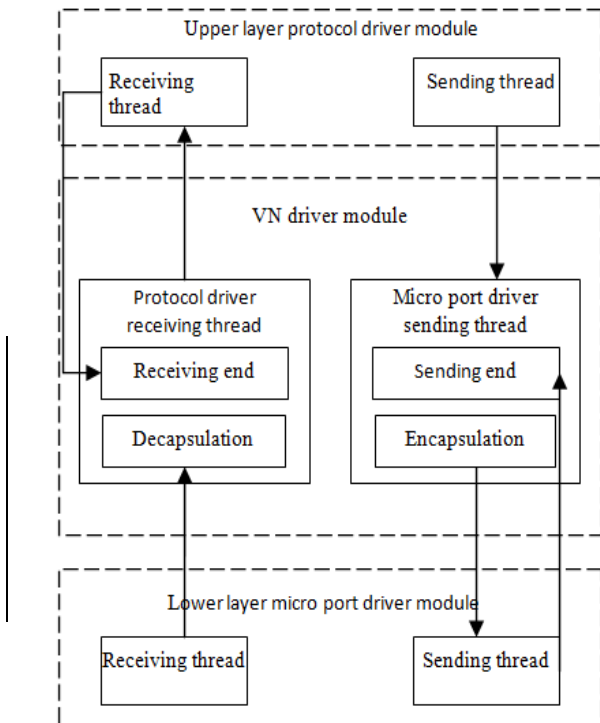 Upper layer protocol driver module
Receiving
thread
Sending thread
VN driver module
Protocol driver
receiving thread
Receiving end
Decapsulation
Micro port driver
sending thread
Sending end
Encapsulation
Lower layer micro port driver module
Receiving thread
Sending thread